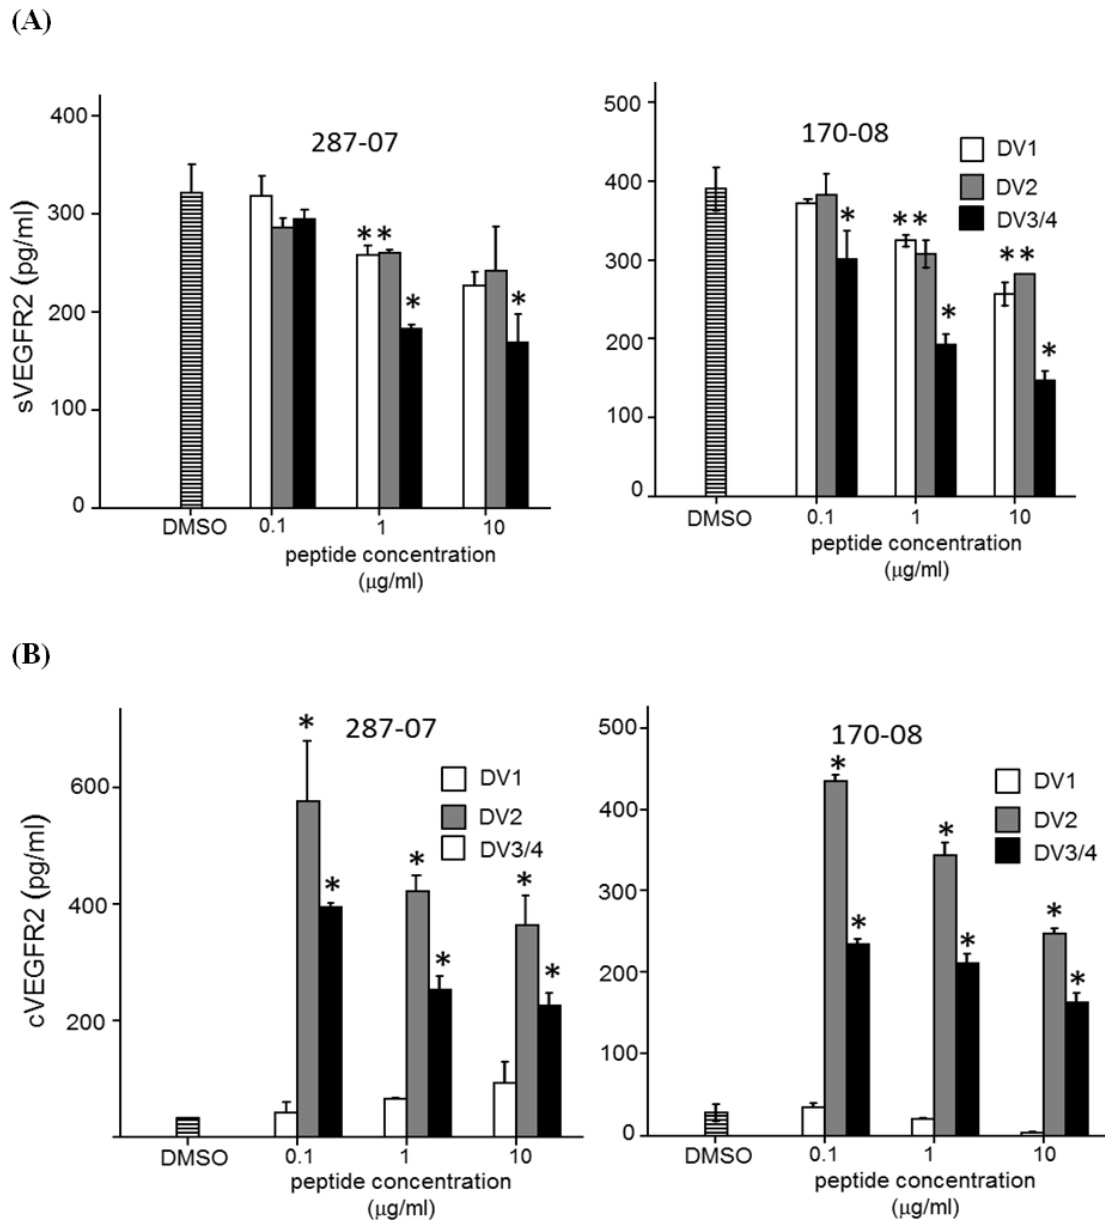 (A)
287-07
sVEGFR2 (pg/ml)
400
300
200
100
0
* *
*
*
DMSO
0.1
1
10
peptide concentration
(μg/ml)
170-08
DV1
DV2
DV3/4
500
400
300
200
100
0
*
* *
*
* *
*
DMSO
0.1
1
10
peptide concentration
(μg/ml)
(B)
287-07
DV1
DV2
DV3/4
cVEGFR2 (pg/ml)
600
400
200
*
*
*
*
*
*
DMSO
0.1
1
10
peptide concentration
(μg/ml)
170-08
DV1
DV2
DV3/4
500
400
300
200
100
0
*
*
*
*
*
*
DMSO
0.1
1
10
peptide concentration
(μg/ml)